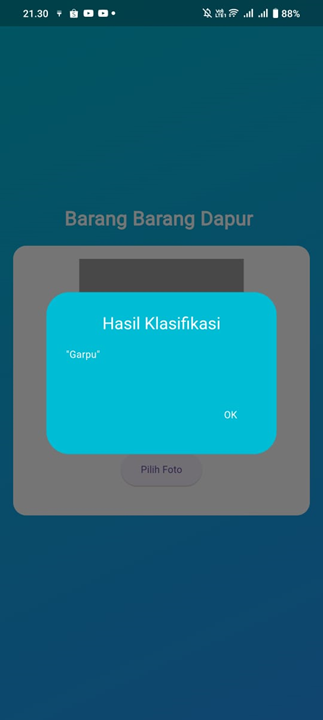 21.30
88%
Barang Barang Dapur
Hasil Klasifikasi
"Garpu"
OK
Pilih Foto